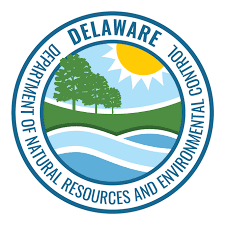 DELAWARE
DEPARTMENT OF NATURAL RESOURCES AND ENVIRONMENTAL CONTROL